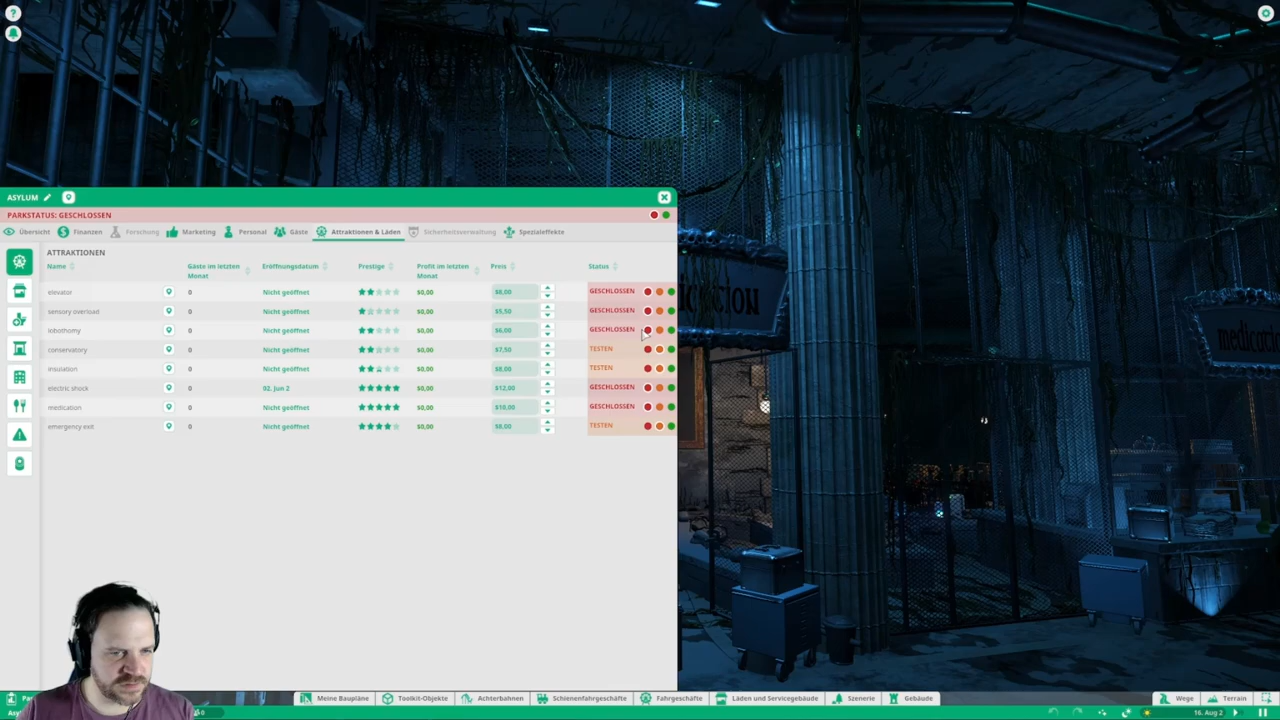 ASYLUM
PARKSTATUS: GESCHLOSSEN
Übersicht Finanzen Forschung Marketing Personal Gäste Attraktionen & Läden Sicherheitsverwaltung Spezialeffekte
ATTRAKTIONEN
Name Gäste im letzten Monat Eröffnungsdatum Prestige Profit im letzten Monat Preis Status
elevator 0 Nicht geöffnet $0,00 $8,00 GESCHLOSSEN
sensory overload 0 Nicht geöffnet $0,00 $5,50 GESCHLOSSEN
lobothomy 0 Nicht geöffnet $0,00 $6,00 GESCHLOSSEN
conservatory 0 Nicht geöffnet $0,00 $7,50 TESTEN
insulation 0 Nicht geöffnet $0,00 $8,00 TESTEN
electric shock 0 02. Jun 2 $0,00 $12,00 GESCHLOSSEN
medication 0 Nicht geöffnet $0,00 $10,00 GESCHLOSSEN
emergency exit 0 Nicht geöffnet $0,00 $8,00 TESTEN
Meine Baupläne Toolkit-Objekte Achterbahnen Schienenfahrgeschäfte Fahrgeschäfte Läden und Servicegebäude Szenerie Gebäude Wege Terrain
16. Aug 2